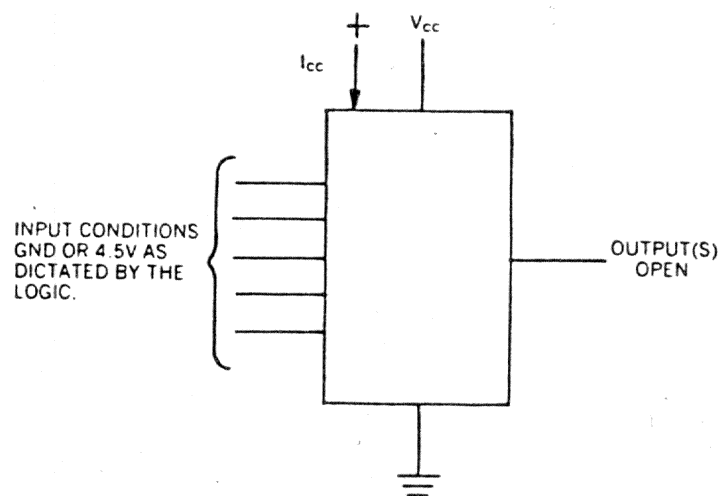 +
Vcc
Icc
INPUT CONDITIONS
GND OR 4.5V AS
DICTATED BY THE
LOGIC.
OUTPUT(S)
OPEN